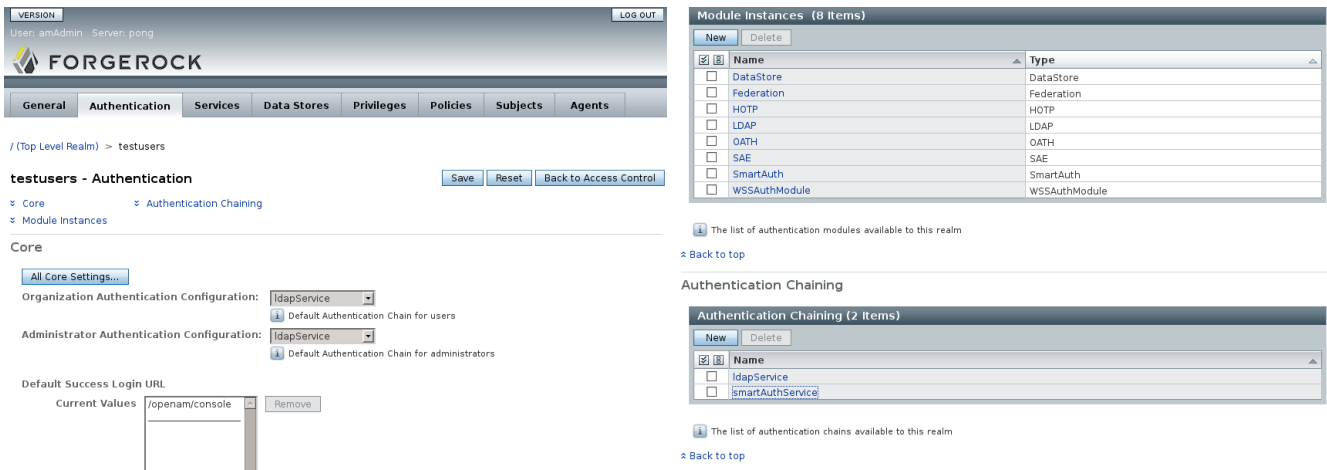 VERSION
LOG OUT
User: amAdmin Server: pong
FORGEROCK
General Authentication Services Data Stores Privileges Policies Subjects Agents
/ (Top Level Realm) > testusers
testusers - Authentication
Save Reset Back to Access Control
Core Authentication Chaining
Module Instances
Core
All Core Settings...
Organization Authentication Configuration: ldapService
i Default Authentication Chain for users
Administrator Authentication Configuration: ldapService
i Default Authentication Chain for administrators
Default Success Login URL
Current Values /openam/console Remove
Module Instances (8 Items)
New Delete
Name Type
DataStore DataStore
Federation Federation
HOTP HOTP
LDAP LDAP
OATH OATH
SAE SAE
SmartAuth SmartAuth
WSSAuthModule WSSAuthModule
i The list of authentication modules available to this realm
Back to top
Authentication Chaining
Authentication Chaining (2 Items)
New Delete
Name
ldapService
smartAuthService
i The list of authentication chains available to this realm
Back to top